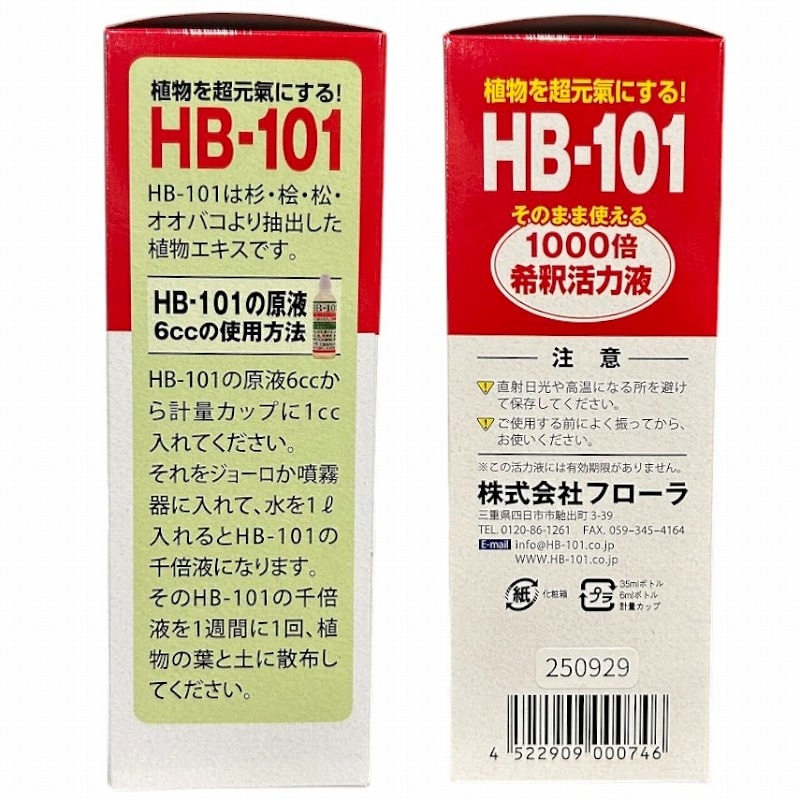 植物を超元氣にする!
HB-101
HB-101は杉・桧・松・
オオバコより抽出した
植物エキスです。
HB-101の原液
6ccの使用方法
HB-101の原液6ccか
ら計量カップに1cc
入れてください。
それをジョーロか噴霧
器に入れて、水を1ℓ
入れるとHB-101の
千倍液になります。
そのHB-101の千倍
液を1週間に1回、植
物の葉と土に散布し
てください。
植物を超元氣にする!
HB-101
そのまま使える
1000倍
希釈活力液
注意
直射日光や高温になる所を避け
て保存してください。
ご使用する前によく振ってから、
お使いください。
※この活力液には有効期限がありません。
株式会社フローラ
三重県四日市市馳出町3-39
TEL. 0120-86-1261 FAX. 059-345-4164
E-mail info@HB-101.co.jp
WWW.HB-101.co.jp
紙 化粧箱
プラ 35mlボトル
6mlボトル
計量カップ
250929
4 522909 000746